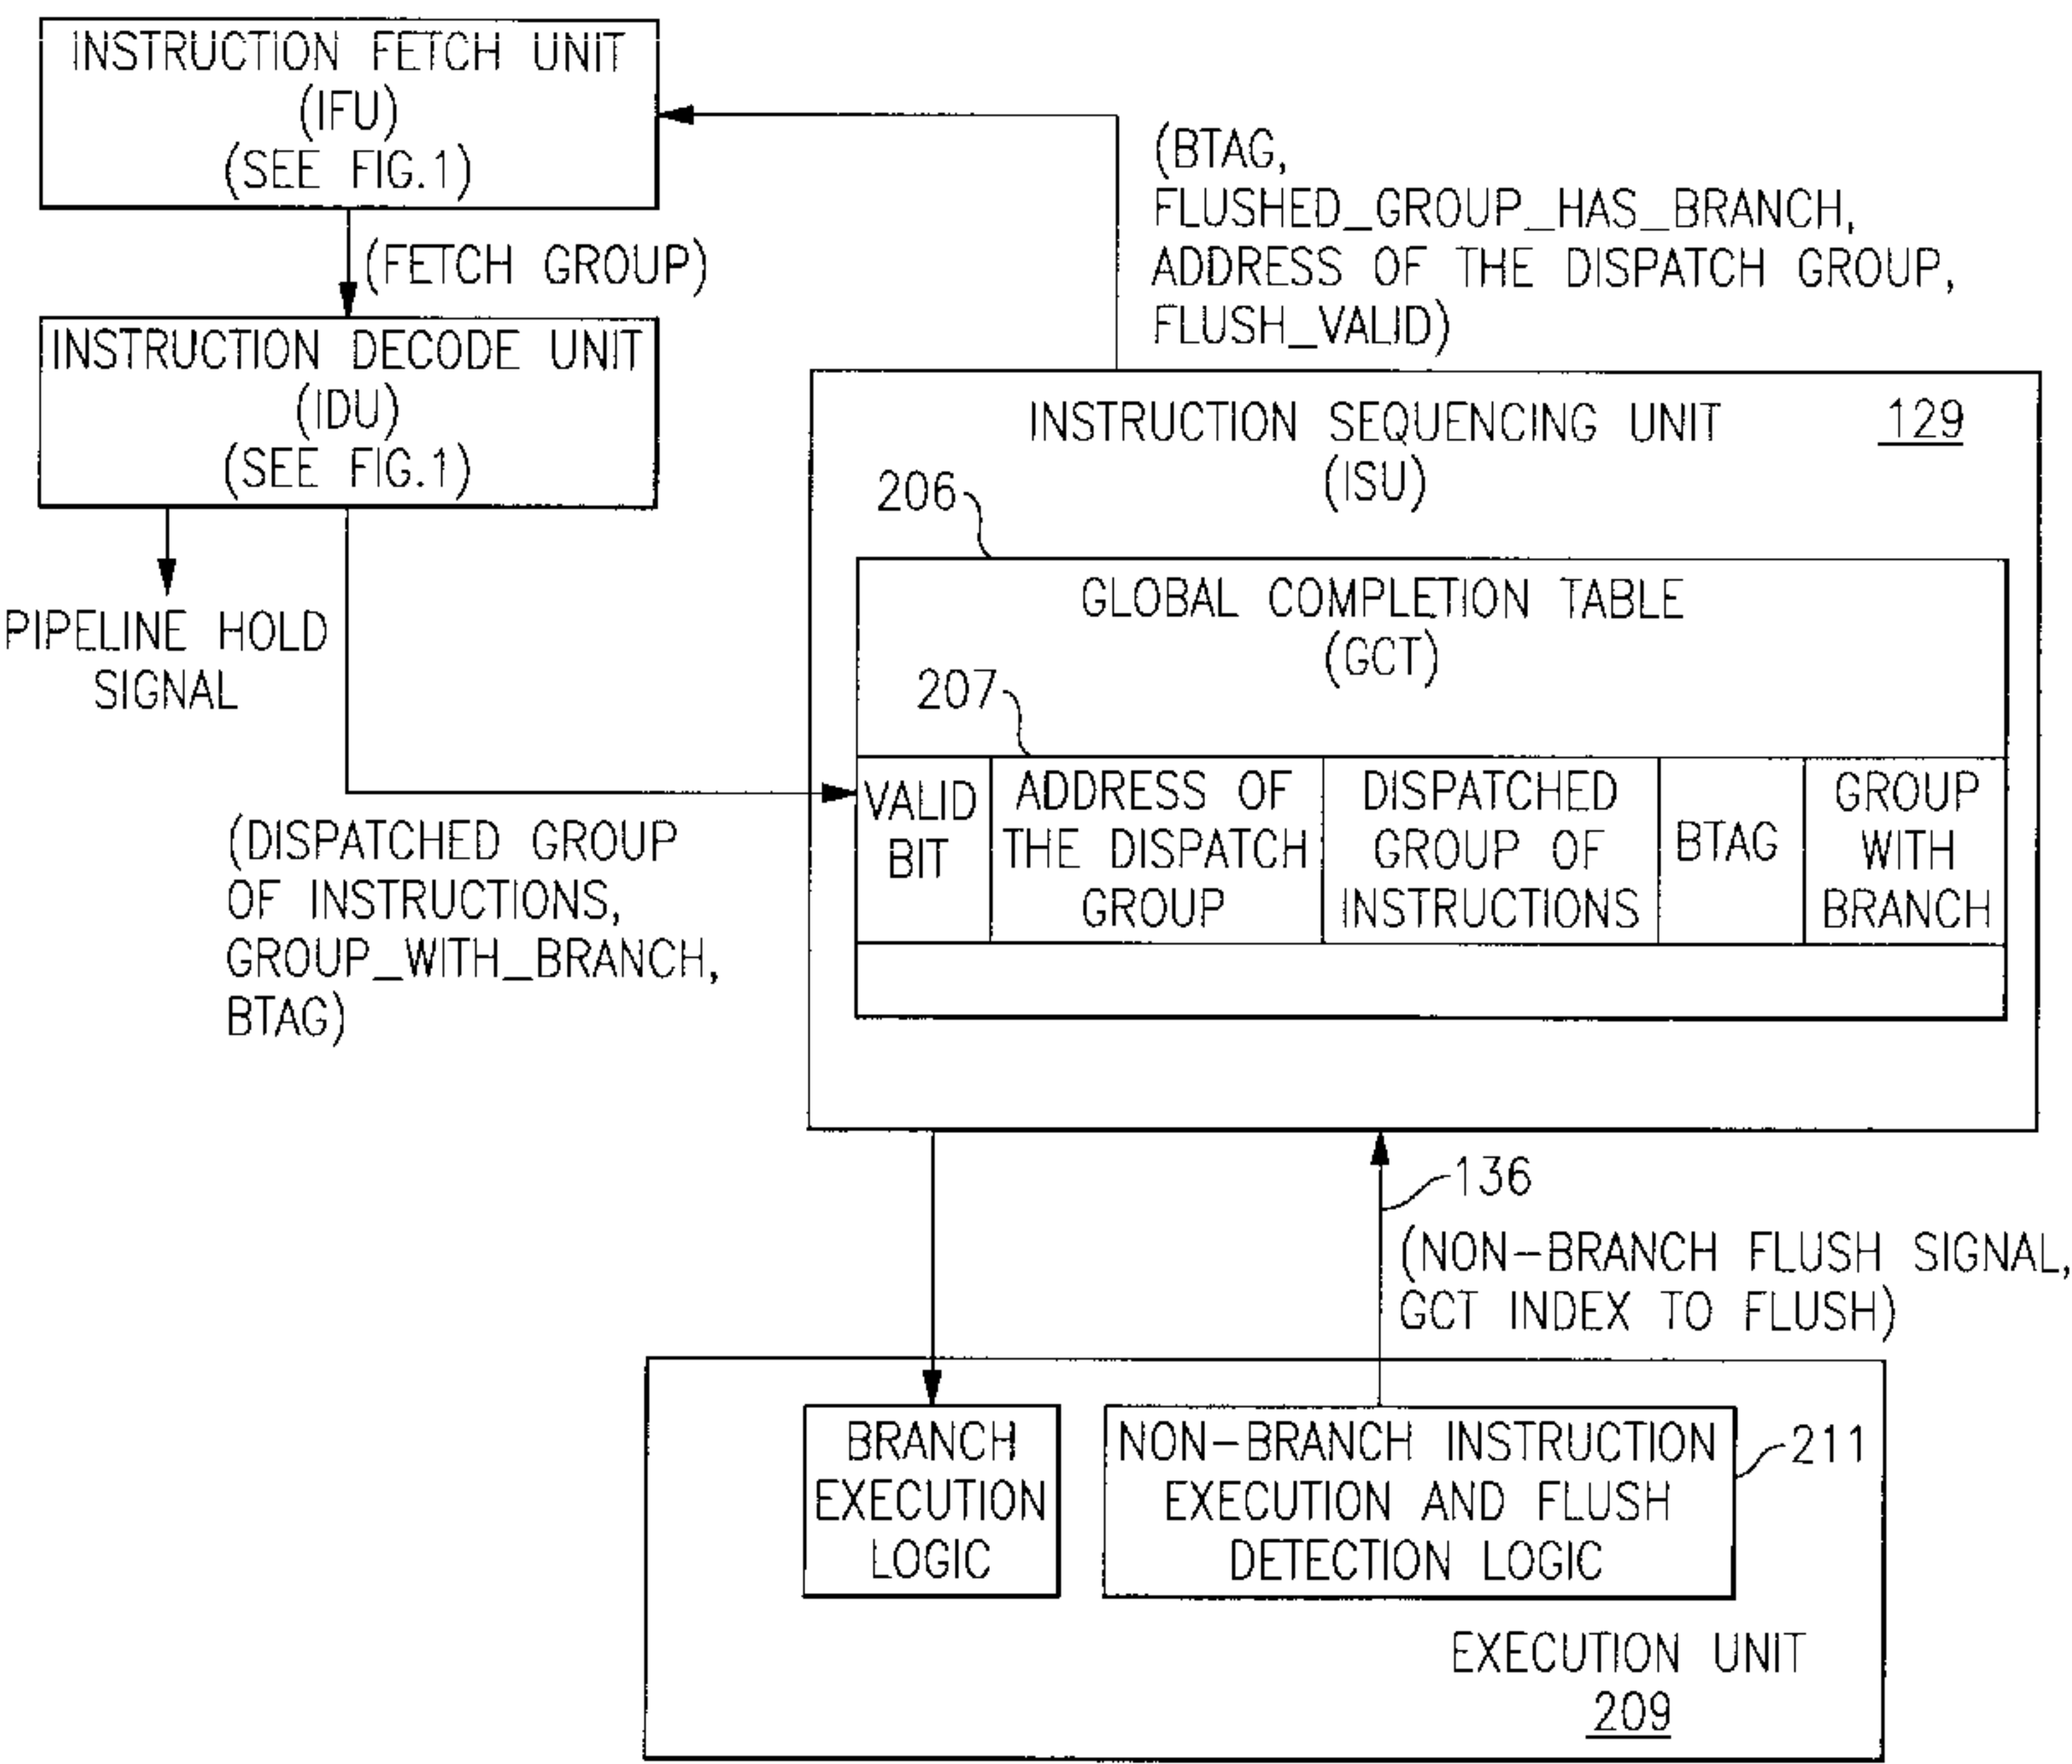 INSTRUCTION FETCH UNIT
(IFU)
(SEE FIG.1)
(FETCH GROUP)
(BTAG,
FLUSHED_GROUP_HAS_BRANCH,
ADDRESS OF THE DISPATCH GROUP,
FLUSH_VALID)
INSTRUCTION DECODE UNIT
(IDU)
(SEE FIG.1)
PIPELINE HOLD
SIGNAL
(DISPATCHED GROUP
OF INSTRUCTIONS,
GROUP_WITH_BRANCH,
BTAG)
INSTRUCTION SEQUENCING UNIT
(ISU)
129
206
GLOBAL COMPLETION TABLE
(GCT)
207
VALID
BIT
ADDRESS OF
THE DISPATCH
GROUP
DISPATCHED
GROUP OF
INSTRUCTIONS
BTAG
GROUP
WITH
BRANCH
136
(NON-BRANCH FLUSH SIGNAL,
GCT INDEX TO FLUSH)
BRANCH
EXECUTION
LOGIC
NON-BRANCH INSTRUCTION
EXECUTION AND FLUSH
DETECTION LOGIC
211
EXECUTION UNIT
209